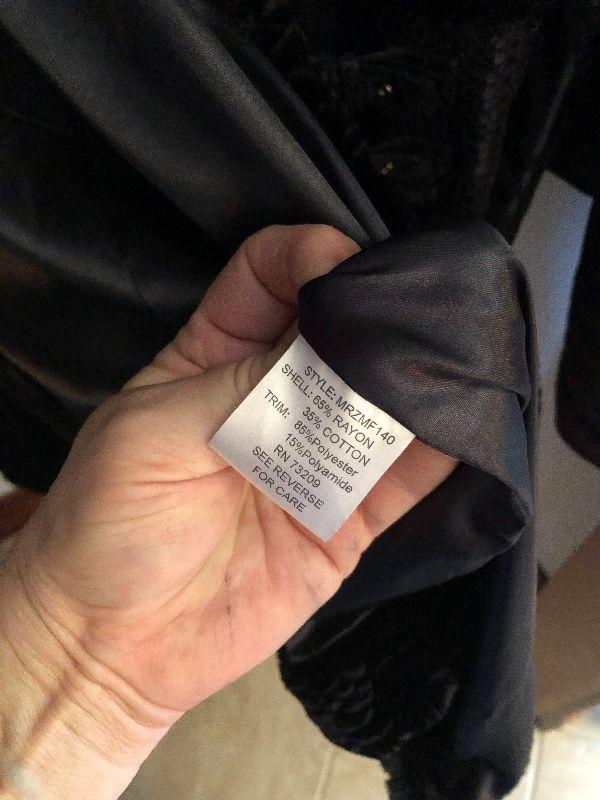 STYLE: MRZMF140
SHELL: 65% RAYON
35% COTTON
TRIM: 85%Polyester
15%Polyamide
RN 73209
SEE REVERSE
FOR CARE